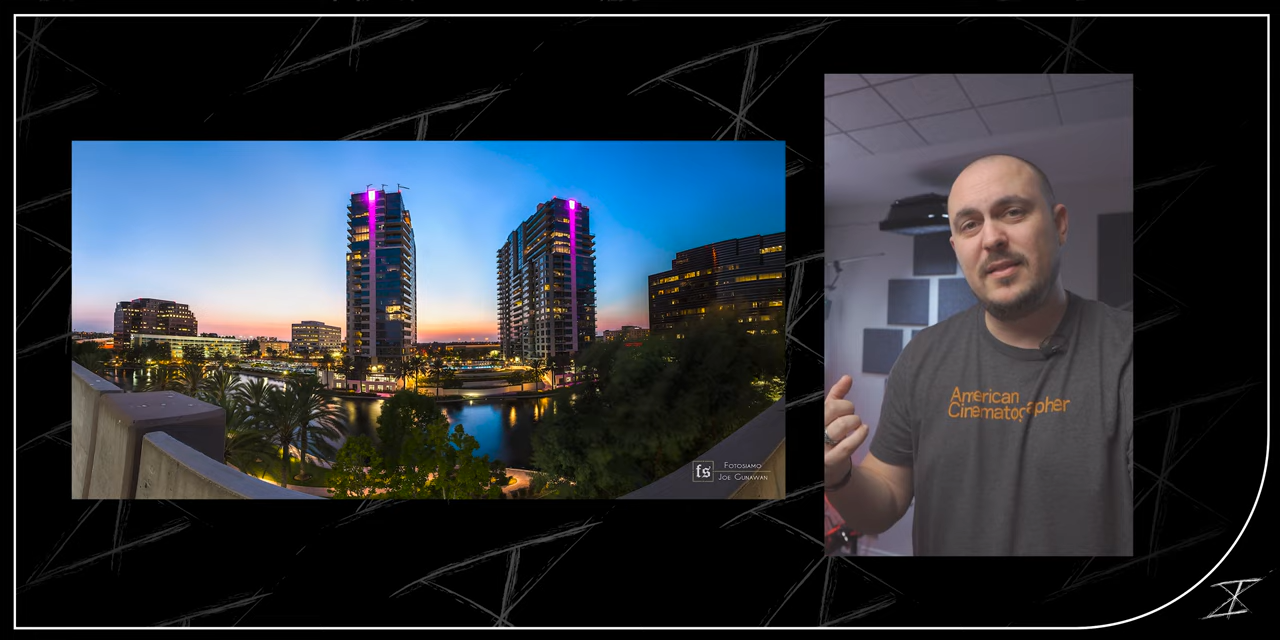 fs
Fotosiamo
Joe Gunawan
American
Cinematographer